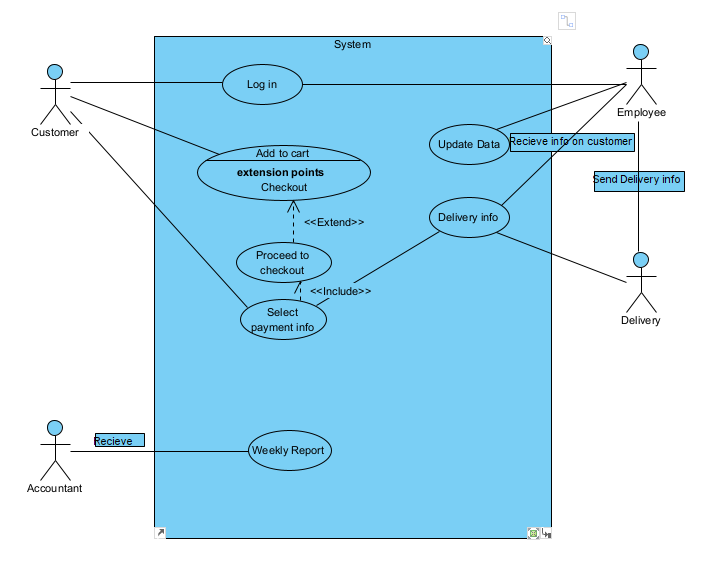 System
Log in
Customer
Employee
Update Data
Recieve info on customer
Add to cart
extension points
Checkout
Send Delivery info
<<Extend>>
Delivery info
Proceed to
checkout
<<Include>>
Select
payment info
Delivery
Recieve
Weekly Report
Accountant